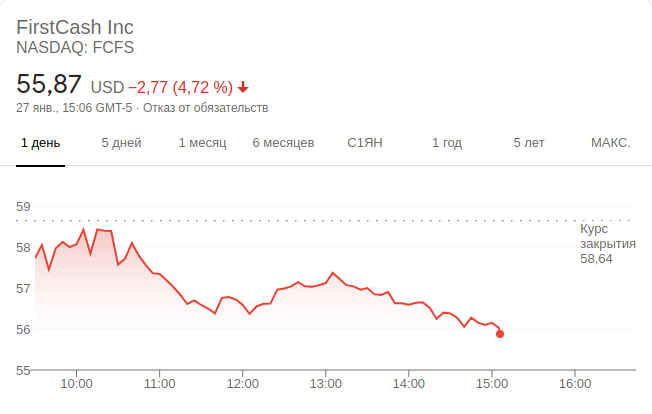 FirstCash Inc
NASDAQ: FCFS
55,87 USD −2,77 (4,72 %)
27 янв., 15:06 GMT-5 · Отказ от обязательств
1 день 5 дней 1 месяц 6 месяцев С1ЯН 1 год 5 лет МАКС.
59
Курс
закрытия
58,64
58
57
56
55
10:00 11:00 12:00 13:00 14:00 15:00 16:00